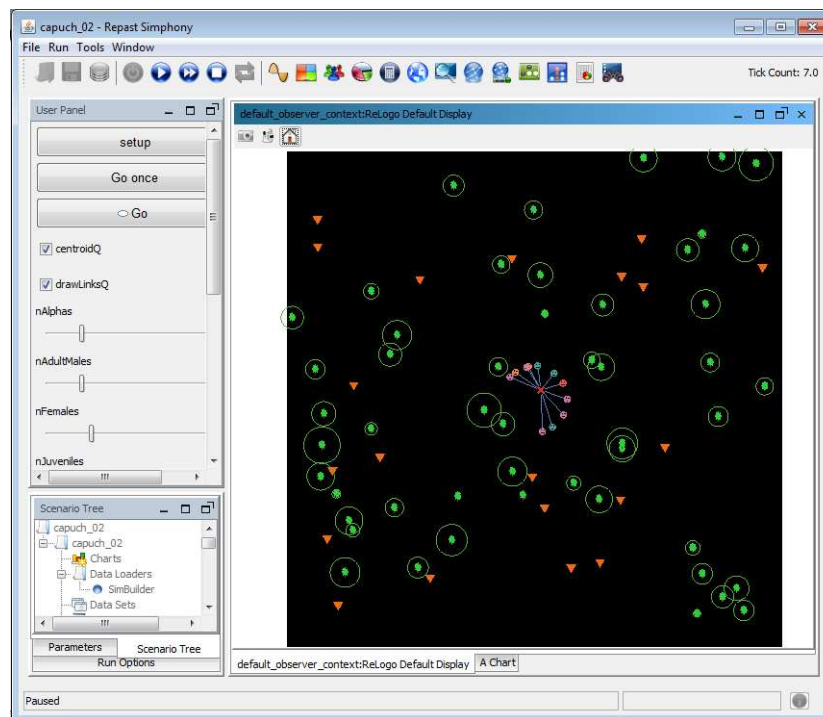 capuch_02 - Repast Simphony
File Run Tools Window
Tick Count: 7.0
User Panel
setup
Go once
Go
centroidQ
drawLinksQ
nAlphas
nAdultMales
nFemales
nJuveniles
Scenario Tree
capuch_02
capuch_02
Charts
Data Loaders
SimBuilder
Data Sets
Parameters Scenario Tree
Run Options
default_observer_context:ReLogo Default Display
default_observer_context:ReLogo Default Display A Chart
Paused